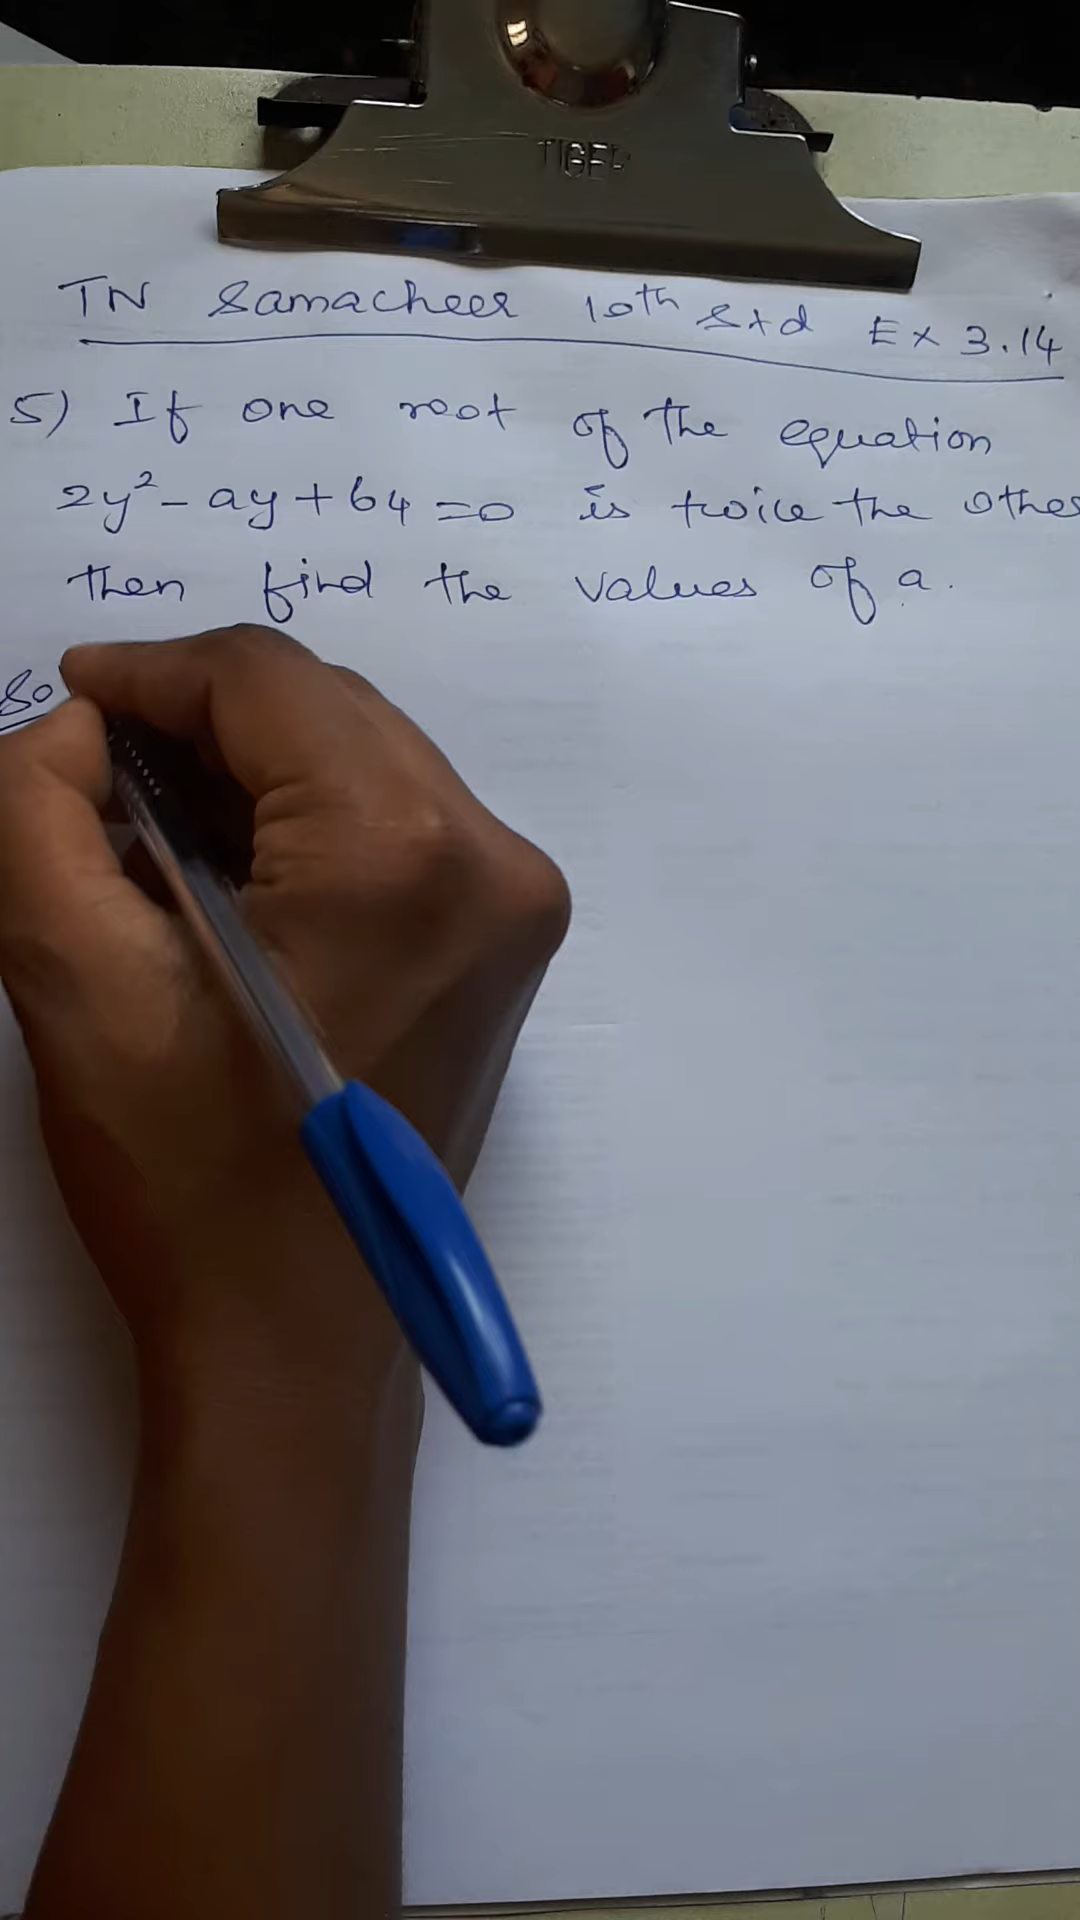 TIGER
TN Samacheer 10th Std Ex 3.14
5) If one root of the equation
2y² - ay + 64 = 0 is twice the other
then find the values of a.
So